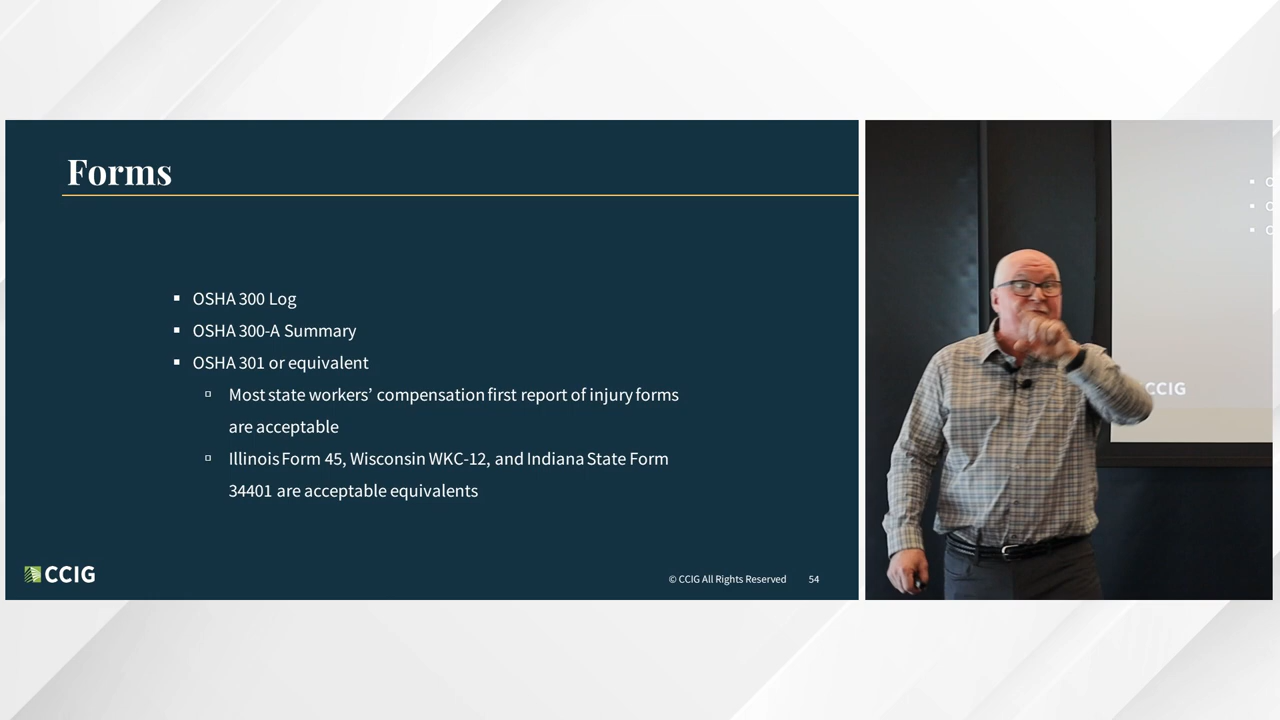 Forms
▪ OSHA 300 Log
▪ OSHA 300-A Summary
▪ OSHA 301 or equivalent
▫ Most state workers’ compensation first report of injury forms
are acceptable
▫ Illinois Form 45, Wisconsin WKC-12, and Indiana State Form
34401 are acceptable equivalents
CCIG
© CCIG All Rights Reserved 54
▪ O
▪ O
▪ O
CCIG